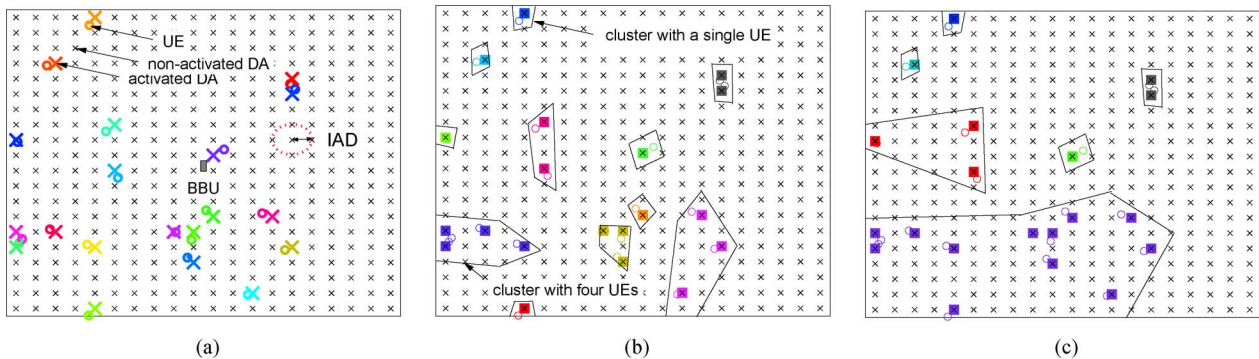 UE
non-activated DA
activated DA
IAD
BBU
(a)
cluster with a single UE
cluster with four UEs
(b)
(c)